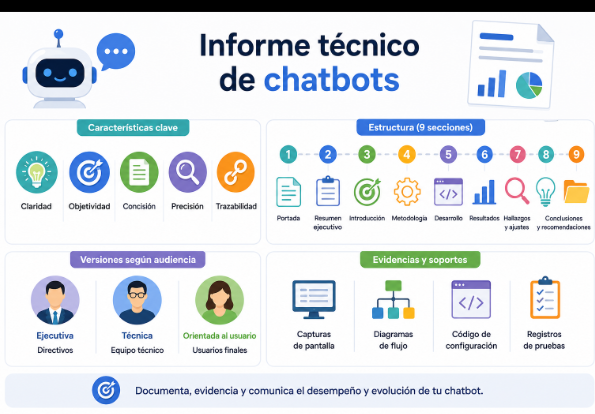 Informe técnico
de chatbots
Características clave
Claridad
Objetividad
Concisión
Precisión
Trazabilidad
Estructura (9 secciones)
1
2
3
4
5
6
7
8
9
Portada
Resumen
ejecutivo
Introducción
Metodología
Desarrollo
Resultados
Hallazgos
y ajustes
Conclusiones
y recomendaciones
Versiones según audiencia
Ejecutiva
Directivos
Técnica
Equipo técnico
Orientada al usuario
Usuarios finales
Evidencias y soportes
Capturas
de pantalla
Diagramas
de flujo
Código de
configuración
Registros
de pruebas
Documenta, evidencia y comunica el desempeño y evolución de tu chatbot.